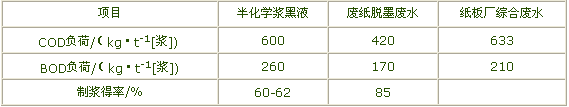 项目 半化学浆黑液 废纸脱墨废水 纸板厂综合废水
COD负荷/(kg·t-1[浆]) 600 420 633
BOD负荷/(kg·t-1[浆]) 260 170 210
制浆得率/% 60-62 85